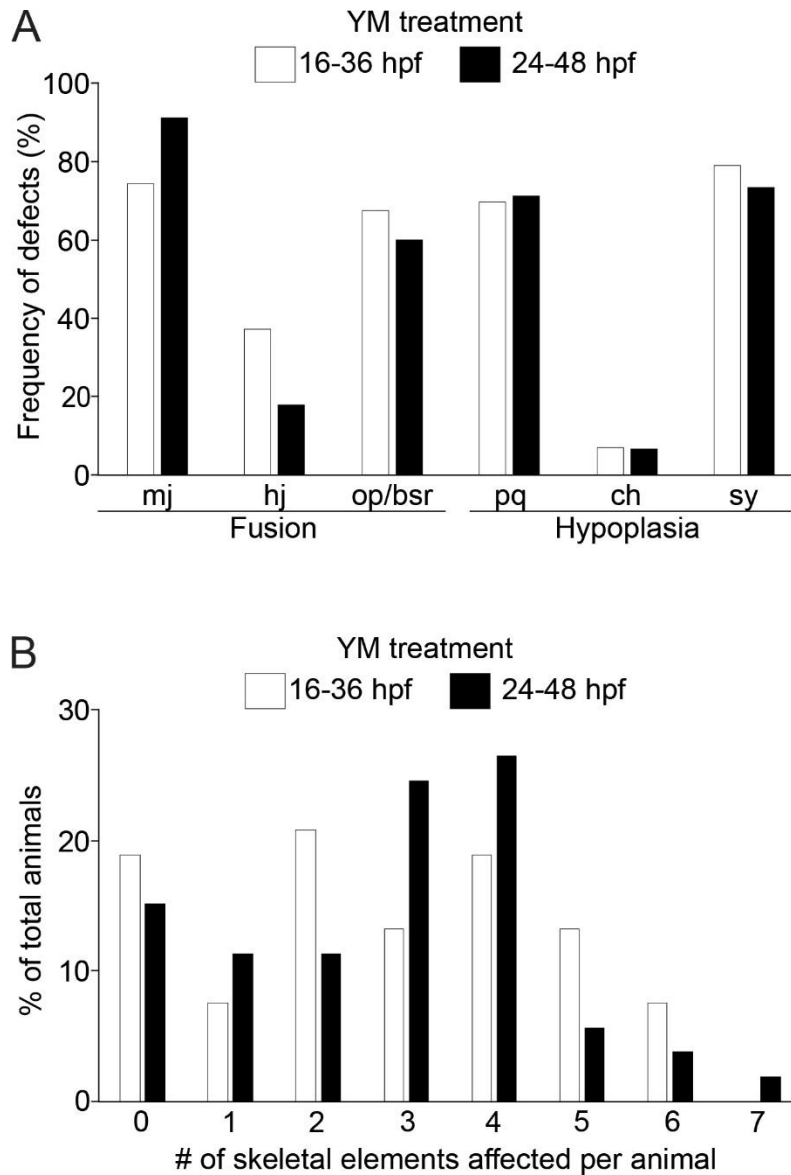 A
YM treatment
16-36 hpf 24-48 hpf
Frequency of defects (%)
100
80
60
40
20
0
mj hj op/bsr pq ch sy
Fusion Hypoplasia
B
YM treatment
16-36 hpf 24-48 hpf
% of total animals
30
20
10
0
0 1 2 3 4 5 6 7
# of skeletal elements affected per animal